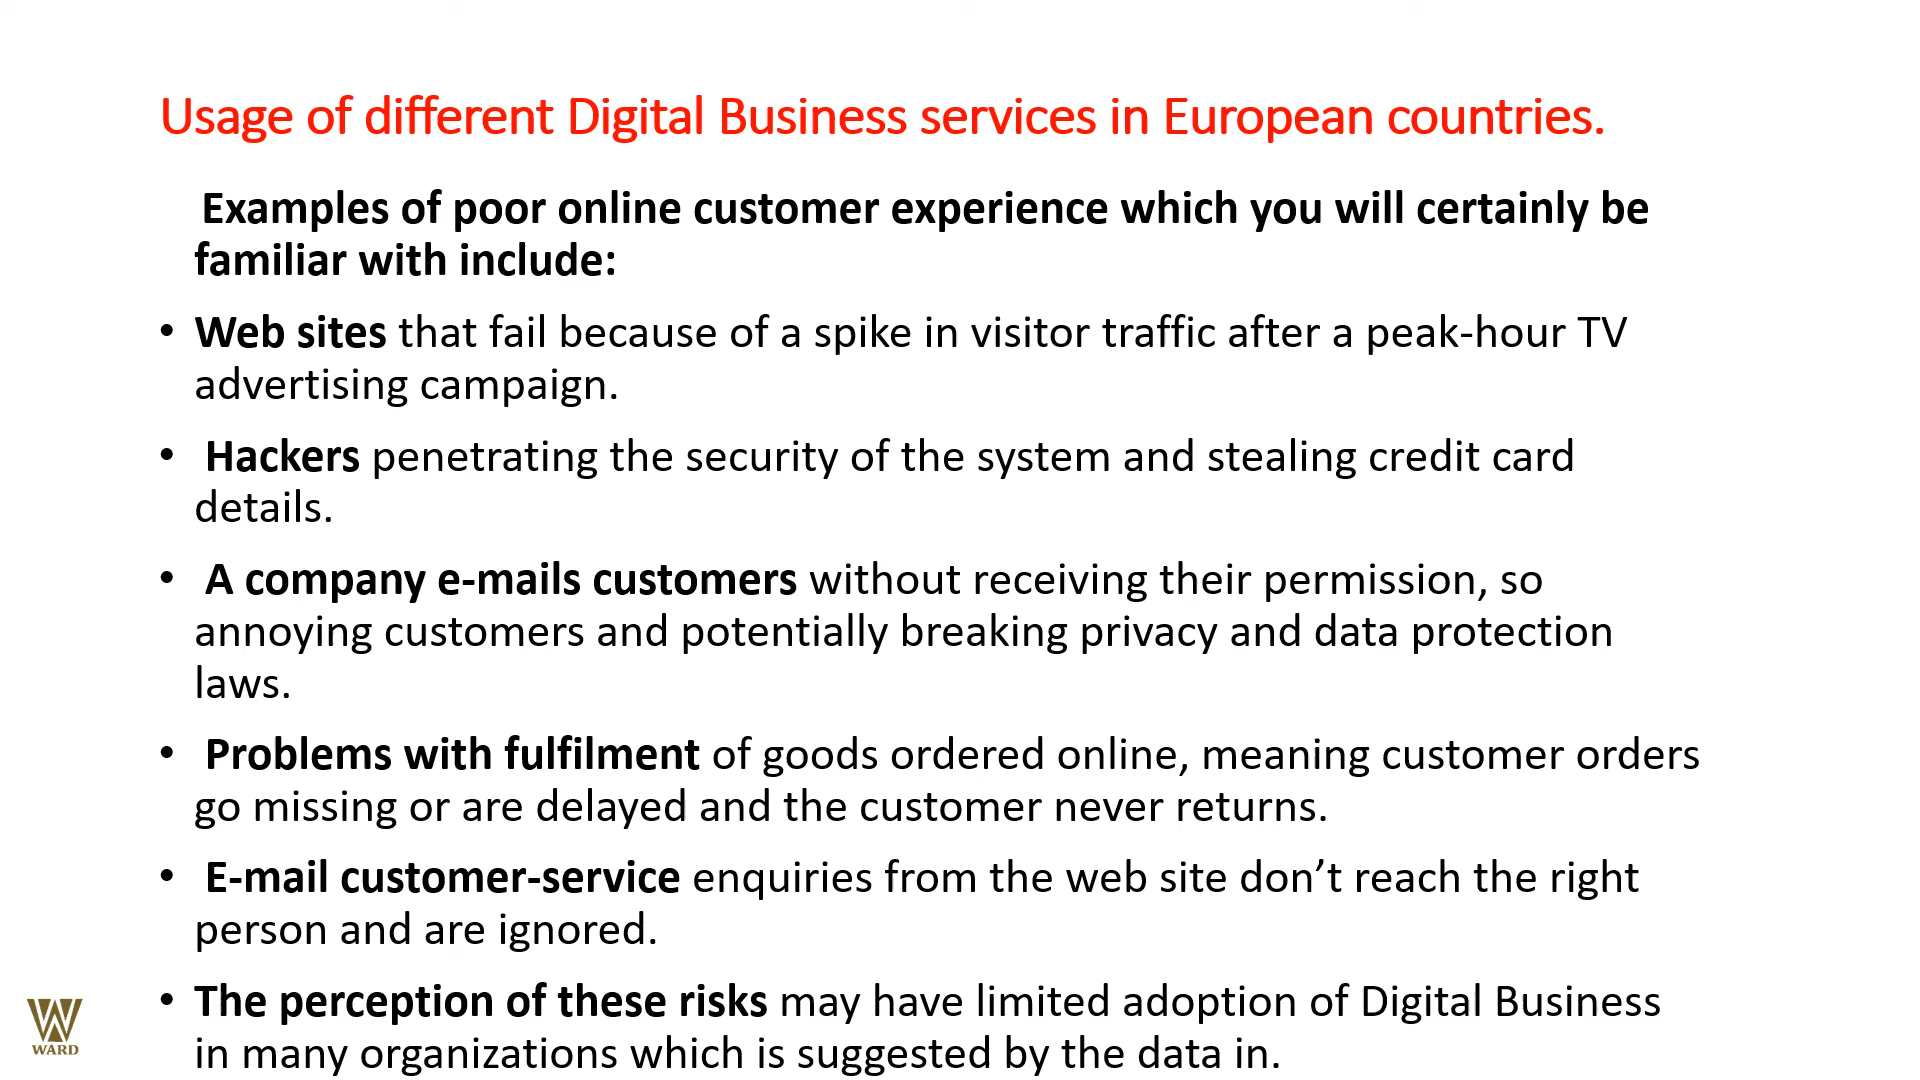 Usage of different Digital Business services in European countries.
Examples of poor online customer experience which you will certainly be
familiar with include:
• Web sites that fail because of a spike in visitor traffic after a peak-hour TV
advertising campaign.
• Hackers penetrating the security of the system and stealing credit card
details.
• A company e-mails customers without receiving their permission, so
annoying customers and potentially breaking privacy and data protection
laws.
• Problems with fulfilment of goods ordered online, meaning customer orders
go missing or are delayed and the customer never returns.
• E-mail customer-service enquiries from the web site don’t reach the right
person and are ignored.
• The perception of these risks may have limited adoption of Digital Business
in many organizations which is suggested by the data in.
WARD